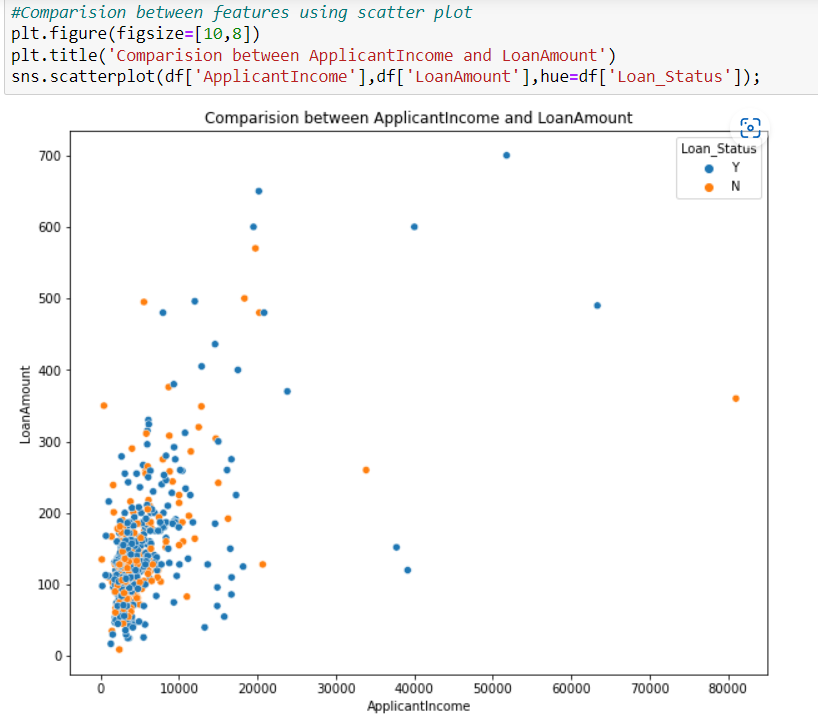 #Comparision between features using scatter plot
plt.figure(figsize=[10,8])
plt.title('Comparision between ApplicantIncome and LoanAmount')
sns.scatterplot(df['ApplicantIncome'],df['LoanAmount'],hue=df['Loan_Status']);
Comparision between ApplicantIncome and LoanAmount
Loan_Status
Y
N
700
600
500
400
300
200
100
0
LoanAmount
0 10000 20000 30000 40000 50000 60000 70000 80000
ApplicantIncome